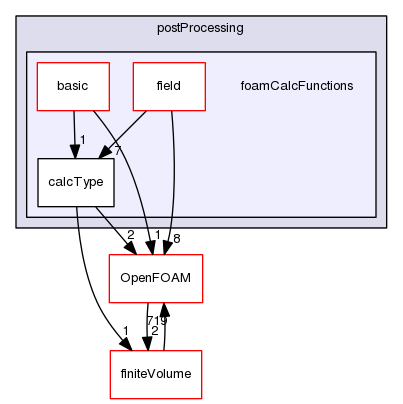 postProcessing
basic
field
foamCalcFunctions
1
7
calcType
2
1
8
OpenFOAM
719
1
2
finiteVolume